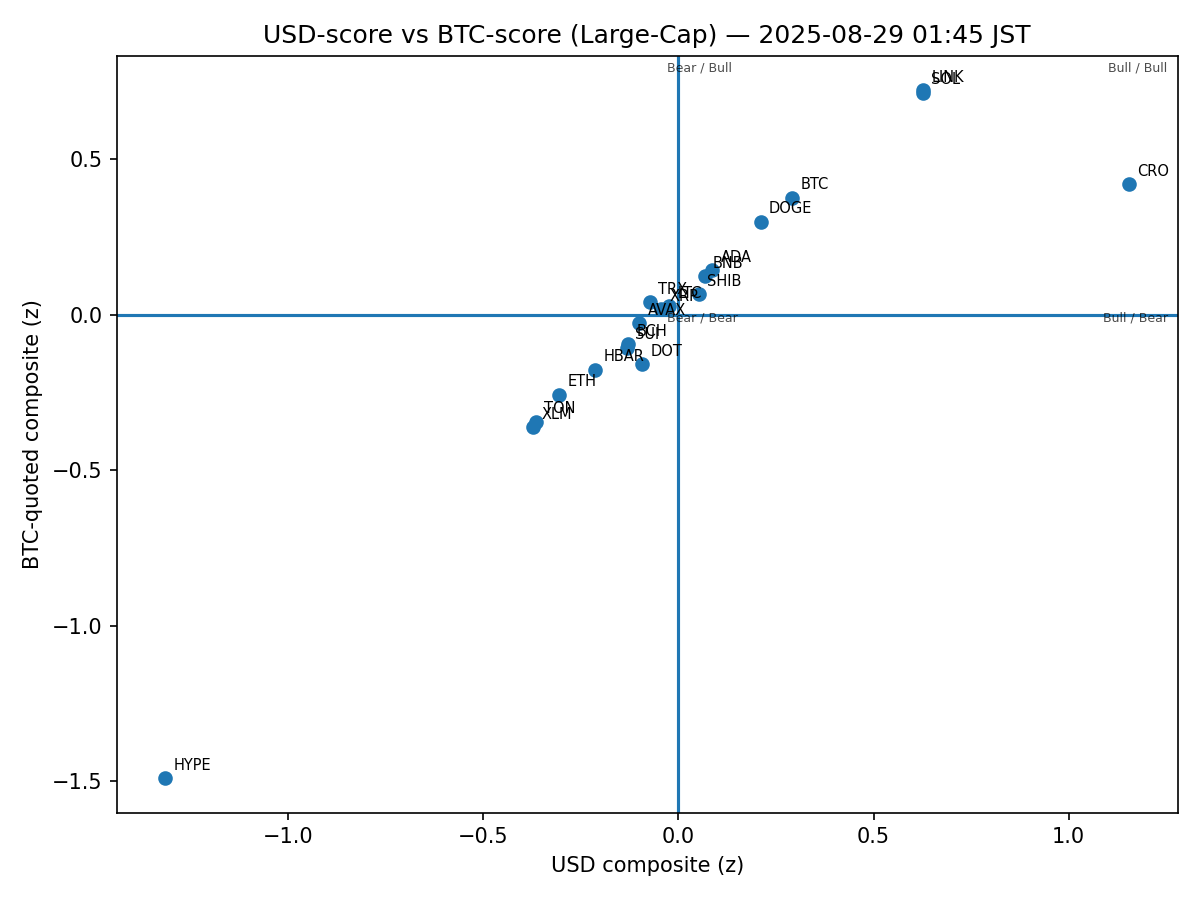 USD-score vs BTC-score (Large-Cap) — 2025-08-29 01:45 JST
Bear / Bull
Bull / Bull
LINK
SOL
CRO
BTC
DOGE
ADA
BNB
SHIB
TRX
LTC
XRP
AVAX
Bear / Bear
Bull / Bear
BCH
SUI
DOT
HBAR
ETH
TON
XLM
HYPE
0.5
0.0
−0.5
−1.0
−1.5
BTC-quoted composite (z)
−1.0
−0.5
0.0
0.5
1.0
USD composite (z)